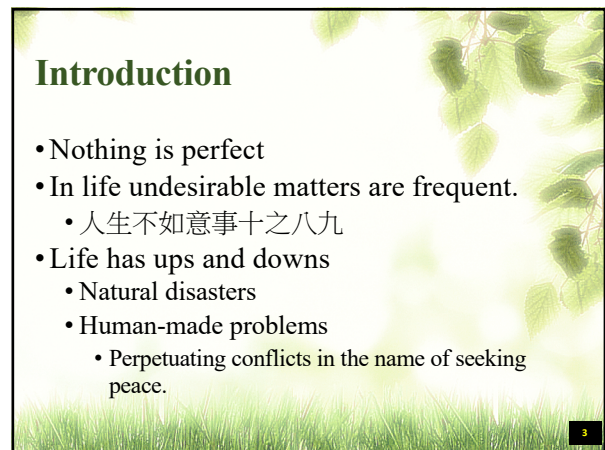 Introduction
• Nothing is perfect
• In life undesirable matters are frequent.
• 人生不如意事十之八九
• Life has ups and downs
• Natural disasters
• Human-made problems
• Perpetuating conflicts in the name of seeking
peace.
3